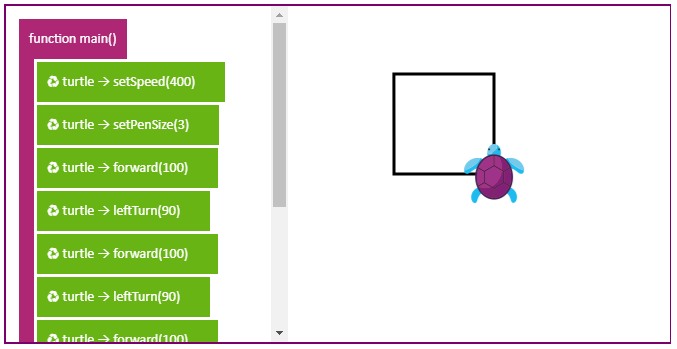 function main()
turtle → setSpeed(400)
turtle → setPenSize(3)
turtle → forward(100)
turtle → leftTurn(90)
turtle → forward(100)
turtle → leftTurn(90)
turtle → forward(100)